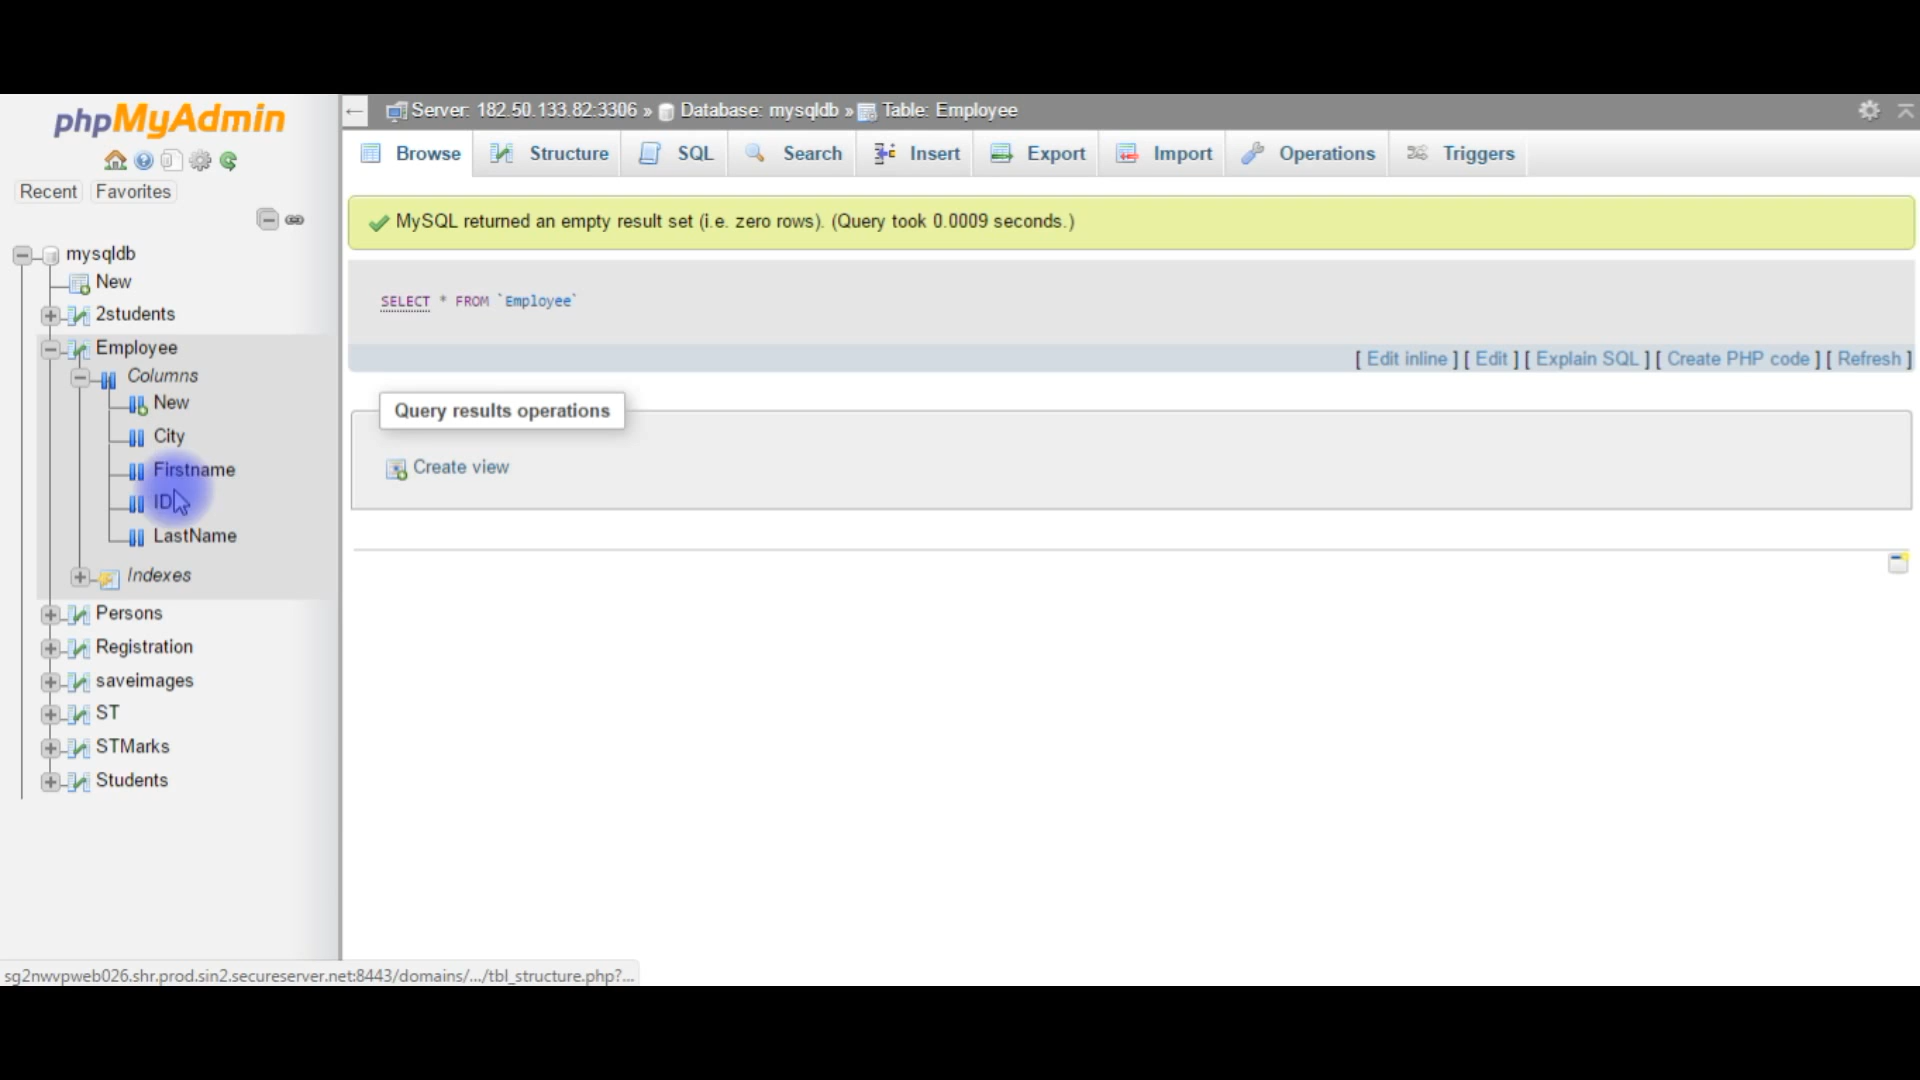 phpMyAdmin
Recent Favorites
mysqldb
New
2students
Employee
Columns
New
City
Firstname
ID
LastName
Indexes
Persons
Registration
saveimages
ST
STMarks
Students
Server: 182.50.133.82:3306 » Database: mysqldb » Table: Employee
Browse Structure SQL Search Insert Export Import Operations Triggers
MySQL returned an empty result set (i.e. zero rows). (Query took 0.0009 seconds.)
SELECT * FROM `Employee`
[ Edit inline ] [ Edit ] [ Explain SQL ] [ Create PHP code ] [ Refresh ]
Query results operations
Create view
sg2nwvpweb026.shr.prod.sin2.secureserver.net:8443/domains/.../tbl_structure.php?...